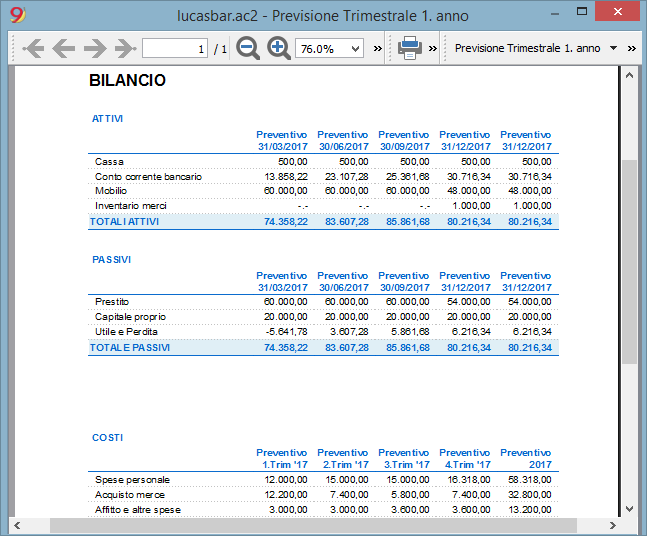 lucasbar.ac2 - Previsione Trimestrale 1. anno
1 / 1 76.0% » » Previsione Trimestrale 1. anno »
BILANCIO
ATTIVI
Preventivo Preventivo Preventivo Preventivo Preventivo
31/03/2017 30/06/2017 30/09/2017 31/12/2017 31/12/2017
Cassa 500,00 500,00 500,00 500,00 500,00
Conto corrente bancario 13.858,22 23.107,28 25.361,68 30.716,34 30.716,34
Mobilio 60.000,00 60.000,00 60.000,00 48.000,00 48.000,00
Inventario merci -.- -.- -.- 1.000,00 1.000,00
TOTALI ATTIVI 74.358,22 83.607,28 85.861,68 80.216,34 80.216,34
PASSIVI
Preventivo Preventivo Preventivo Preventivo Preventivo
31/03/2017 30/06/2017 30/09/2017 31/12/2017 31/12/2017
Prestito 60.000,00 60.000,00 60.000,00 54.000,00 54.000,00
Capitale proprio 20.000,00 20.000,00 20.000,00 20.000,00 20.000,00
Utile e Perdita -5.641,78 3.607,28 5.861,68 6.216,34 6.216,34
TOTALE PASSIVI 74.358,22 83.607,28 85.861,68 80.216,34 80.216,34
COSTI
Preventivo Preventivo Preventivo Preventivo Preventivo
1.Trim '17 2.Trim '17 3.Trim '17 4.Trim '17 2017
Spese personale 12.000,00 15.000,00 15.000,00 16.318,00 58.318,00
Acquisto merce 12.200,00 7.400,00 5.800,00 7.400,00 32.800,00
Affitto e altre spese 3.000,00 3.000,00 3.600,00 3.600,00 13.200,00